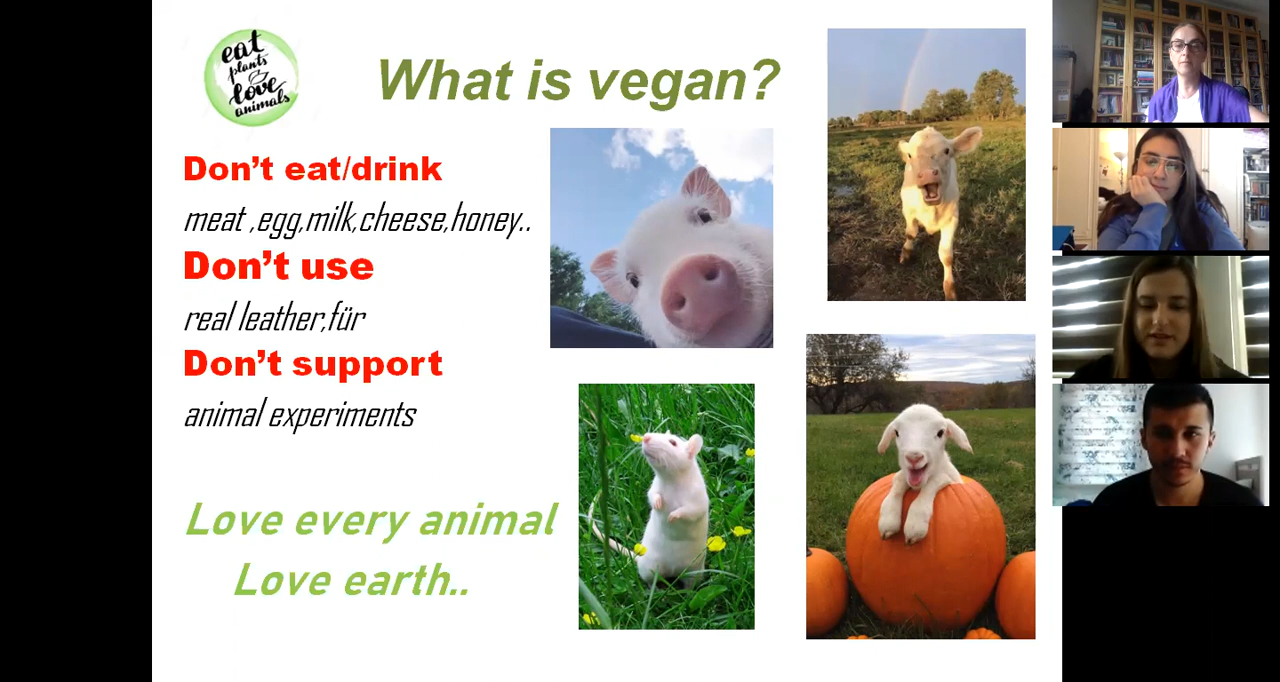 eat
plants
love
animals
What is vegan?
Don't eat/drink
meat ,egg,milk,cheese,honey..
Don't use
real leather,für
Don't support
animal experiments
Love every animal
Love earth..